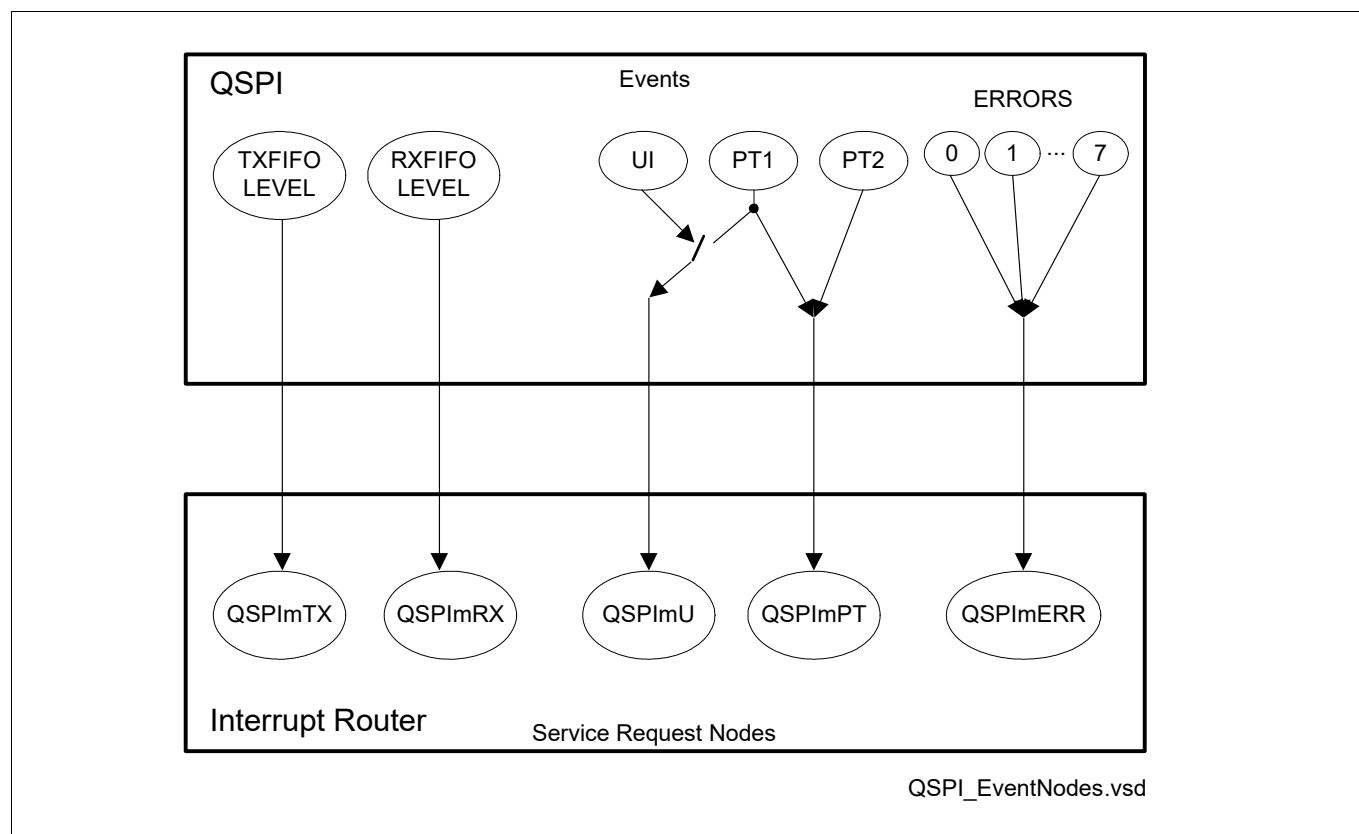 QSPI
Events
ERRORS
TXFIFO
LEVEL
RXFIFO
LEVEL
UI
PT1
PT2
0
1
...
7
QSPImTX
QSPImRX
QSPImU
QSPImPT
QSPImERR
Interrupt Router
Service Request Nodes
QSPI_EventNodes.vsd